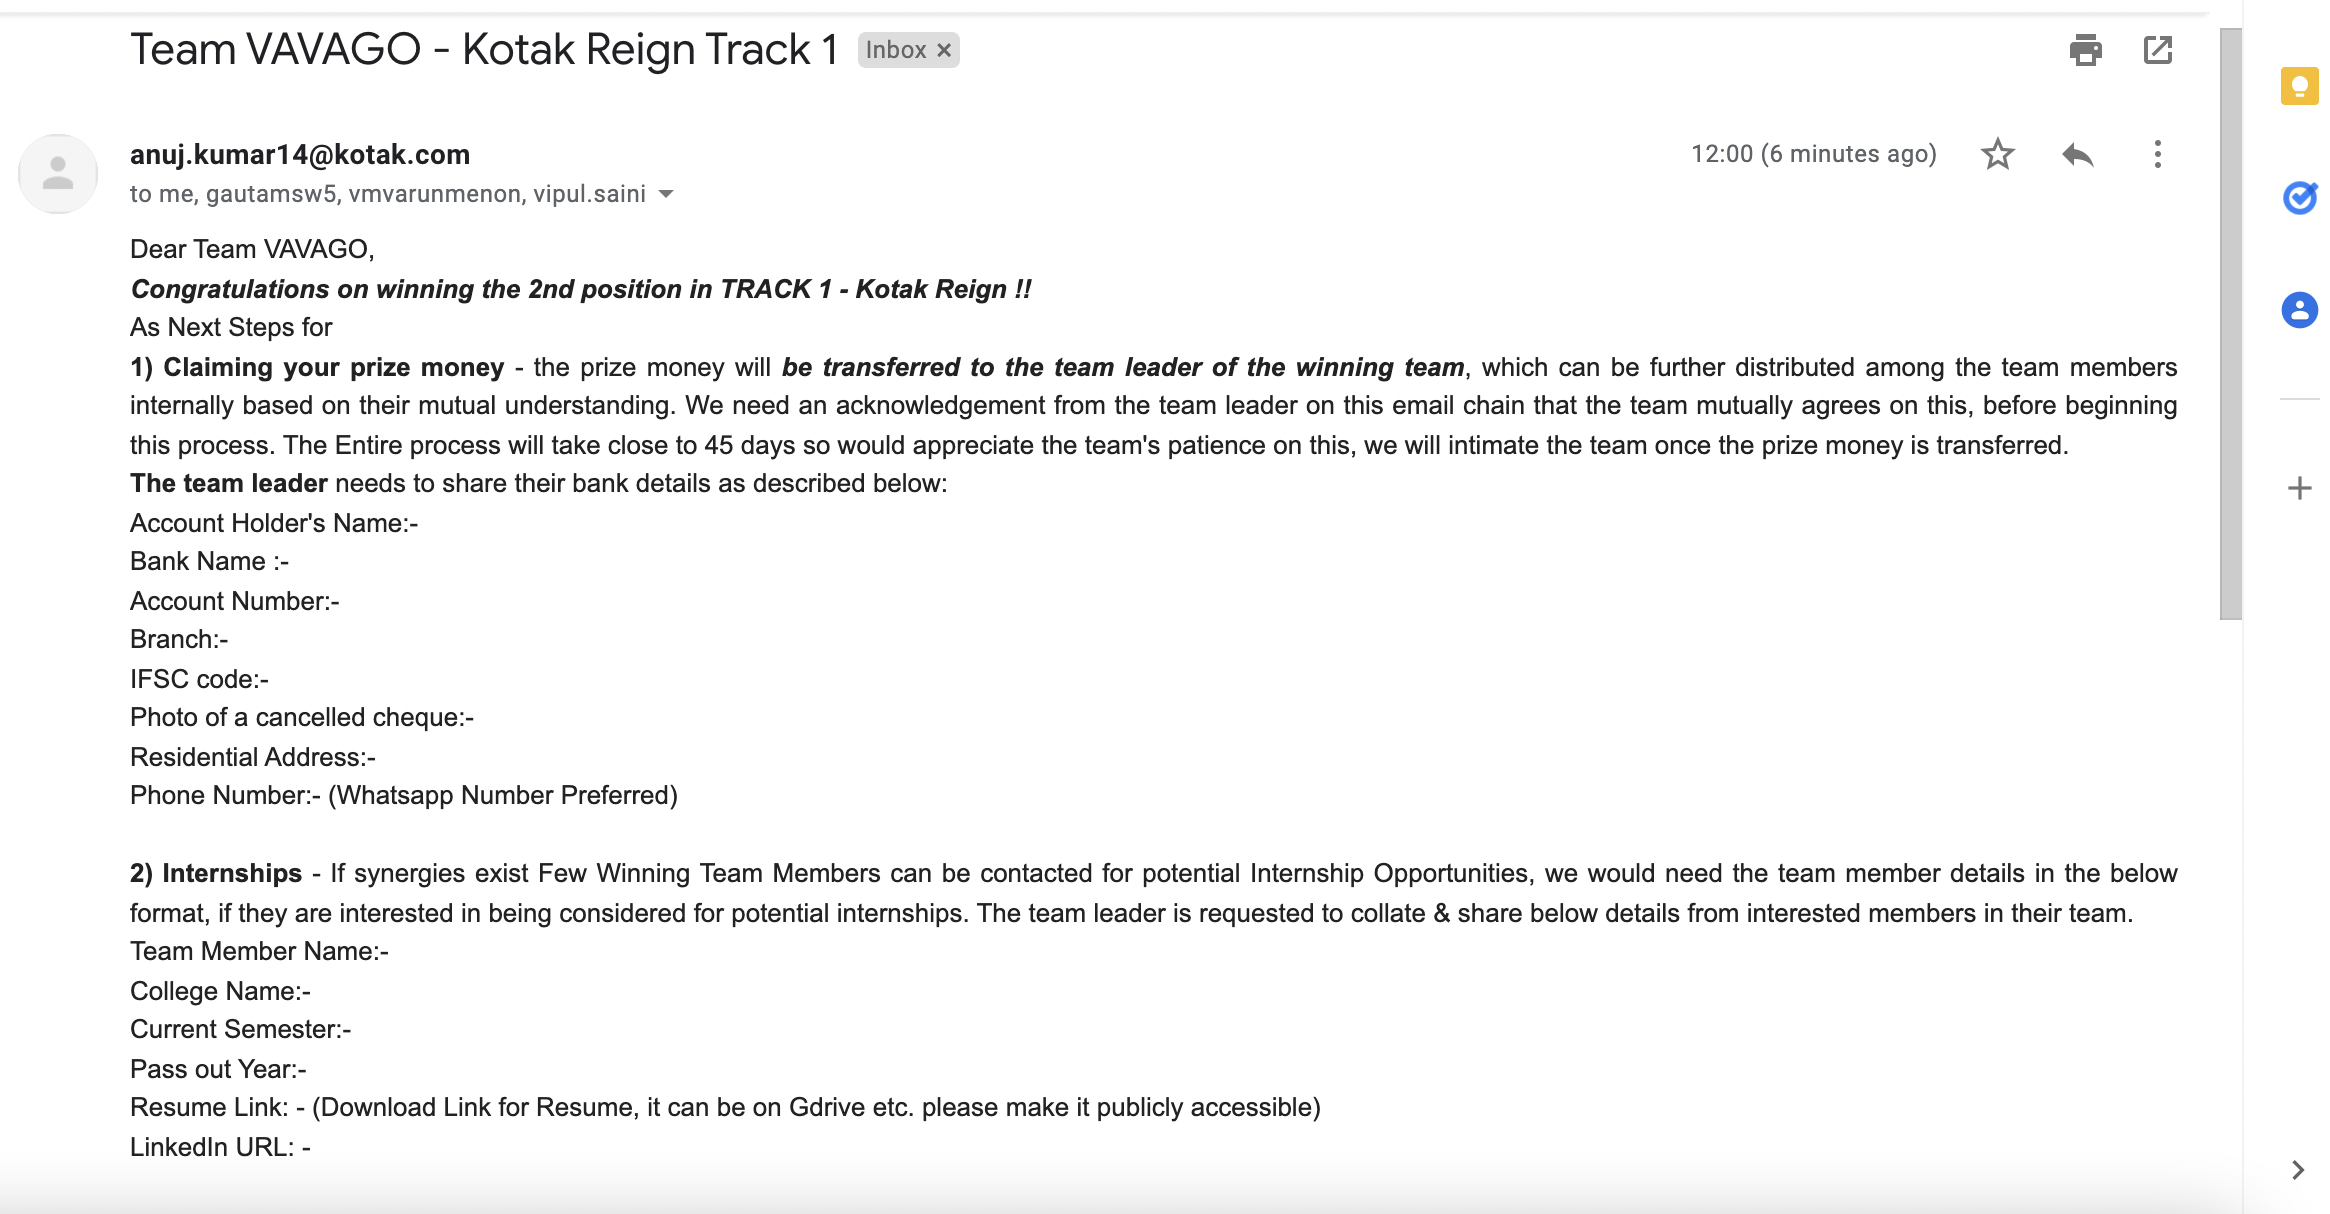 Team VAVAGO - Kotak Reign Track 1 Inbox ×
anuj.kumar14@kotak.com 12:00 (6 minutes ago)
to me, gautamsw5, vmvarunmenon, vipul.saini
Dear Team VAVAGO,
Congratulations on winning the 2nd position in TRACK 1 - Kotak Reign !!
As Next Steps for
1) Claiming your prize money - the prize money will be transferred to the team leader of the winning team, which can be further distributed among the team members
internally based on their mutual understanding. We need an acknowledgement from the team leader on this email chain that the team mutually agrees on this, before beginning
this process. The Entire process will take close to 45 days so would appreciate the team's patience on this, we will intimate the team once the prize money is transferred.
The team leader needs to share their bank details as described below:
Account Holder's Name:-
Bank Name :-
Account Number:-
Branch:-
IFSC code:-
Photo of a cancelled cheque:-
Residential Address:-
Phone Number:- (Whatsapp Number Preferred)
2) Internships - If synergies exist Few Winning Team Members can be contacted for potential Internship Opportunities, we would need the team member details in the below
format, if they are interested in being considered for potential internships. The team leader is requested to collate & share below details from interested members in their team.
Team Member Name:-
College Name:-
Current Semester:-
Pass out Year:-
Resume Link: - (Download Link for Resume, it can be on Gdrive etc. please make it publicly accessible)
LinkedIn URL: -